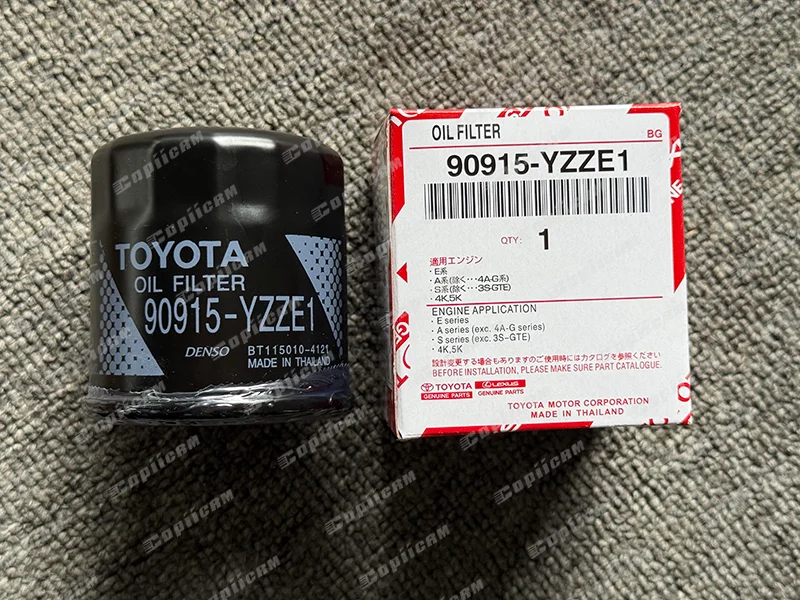 TOYOTA
OIL FILTER
90915-YZZE1
DENSO BT115010-4121
MADE IN THAILAND
OIL FILTER
BG
90915-YZZE1
QTY: 1
適用エンジン
・E系
・A系(除く・・・4A-G系)
・S系(除く・・・3S-GTE)
・4K,5K
ENGINE APPLICATION
・E series
・A series (exc. 4A-G series)
・S series (exc. 3S-GTE)
・4K,5K
設計変更する場合もありますのでご使用時にはカタログを参照ください
BEFORE INSTALLATION, PLEASE MAKE SURE PART CATALOGUE.
TOYOTA LEXUS
GENUINE PARTS GENUINE PARTS
TOYOTA MOTOR CORPORATION
MADE IN THAILAND
CopiiCAM